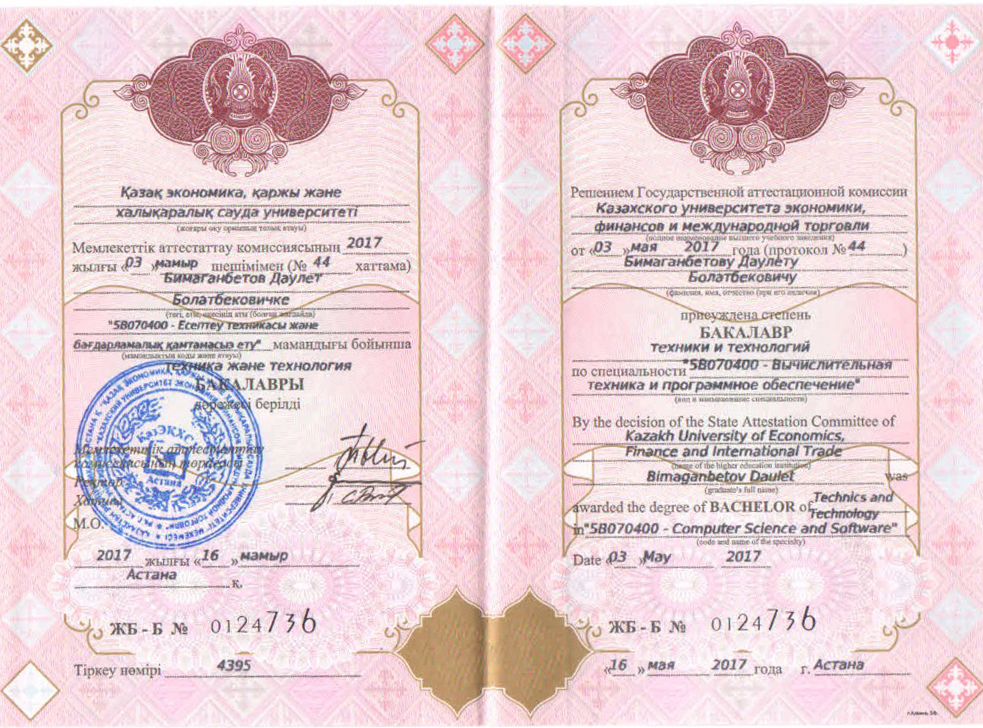 Қазақ экономика, қаржы және
халықаралық сауда университеті
(жоғары оқу орнының толық атауы)
Мемлекеттік аттестаттау комиссиясының 2017
жылғы «03 » мамыр шешімімен (№ 44 хаттама)
Бимаганбетов Даулет
Болатбековичке
(тегі, аты, әкесінің аты (болған жағдайда)
"5В070400 - Есептеу техникасы және
бағдарламалық қамтамасыз ету" мамандығы бойынша
(мамандықтың коды және атауы)
техника және технология
БАКАЛАВРЫ
дәрежесі берілді
Мемлекеттік аттестаттау
комиссиясының төрағасы
Ректор
Хатшы
М.О.
ҚазЭҚХСУ
Астана
2017 жылғы «16 » мамыр
Астана қ.
ЖБ - Б № 0124736
Тіркеу нөмірі 4395
Решением Государственной аттестационной комиссии
Казахского университета экономики,
финансов и международной торговли
(полное наименование высшего учебного заведения)
от «03 » мая 2017 года (протокол № 44 )
Бимаганбетову Даулету
Болатбековичу
(фамилия, имя, отчество (при его наличии)
присуждена степень
БАКАЛАВР
техники и технологий
по специальности "5В070400 - Вычислительная
техника и программное обеспечение"
(код и наименование специальности)
By the decision of the State Attestation Committee of
Kazakh University of Economics,
Finance and International Trade
(name of the higher education institution)
Bimaganbetov Daulet was
(graduate's full name)
awarded the degree of BACHELOR of Technics and
Technology
in "5B070400 - Computer Science and Software"
(code and name of the specialty)
Date «03 » May 2017
ЖБ - Б № 0124736
«16 » мая 2017 года г. Астана